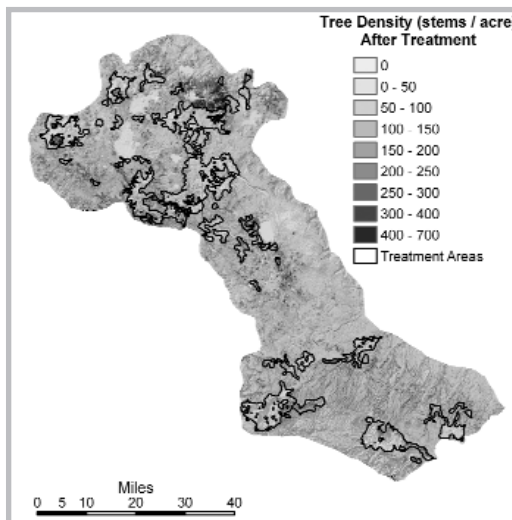 Tree Density (stems / acre)
After Treatment
0
0 - 50
50 - 100
100 - 150
150 - 200
200 - 250
250 - 300
300 - 400
400 - 700
Treatment Areas
Miles
0 5 10 20 30 40